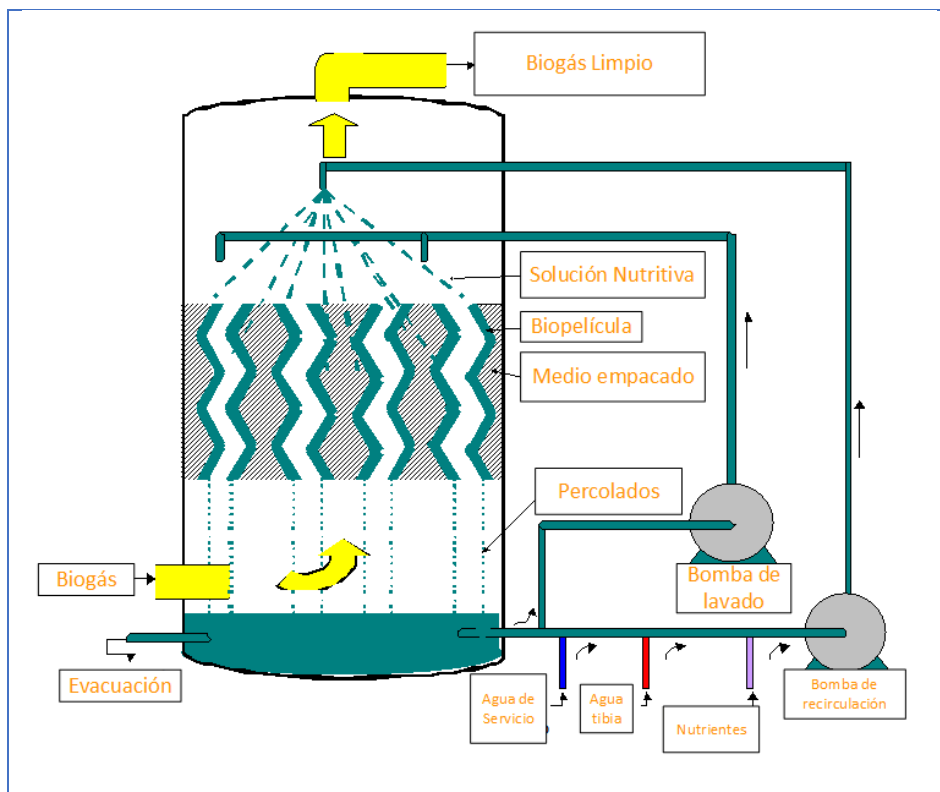 Biogás Limpio
Solución Nutritiva
Biopelícula
Medio empacado
Percolados
Biogás
Bomba de
lavado
Evacuación
Agua de
Servicio
Agua
tibia
Nutrientes
Bomba de
recirculación